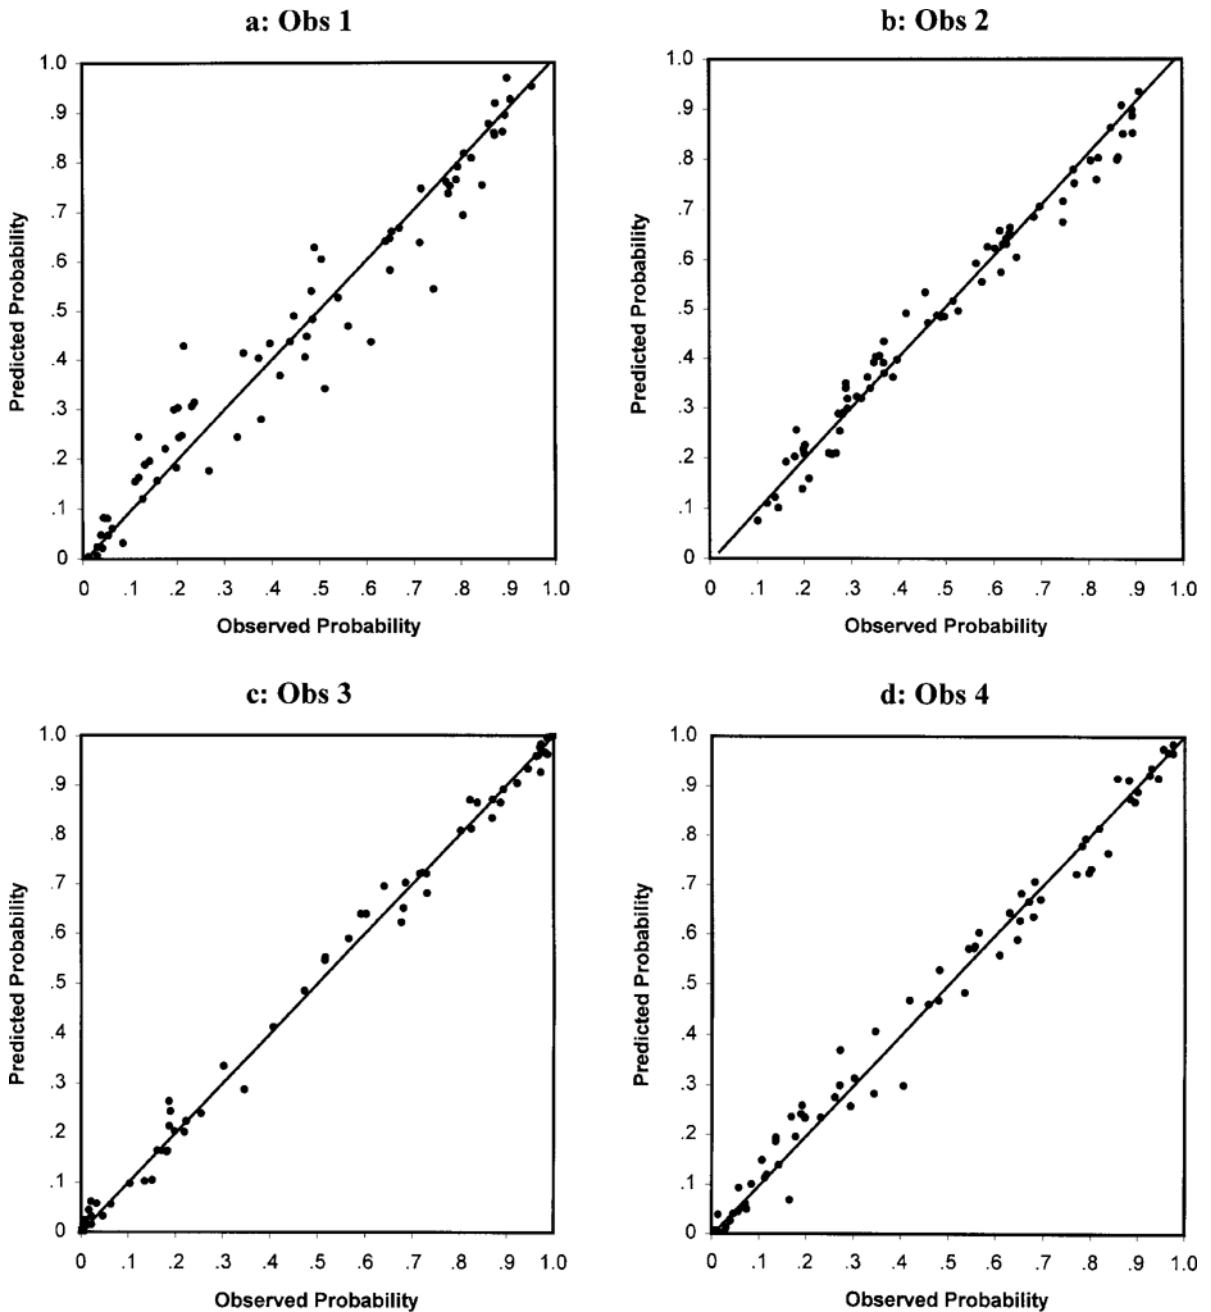 a: Obs 1
1.0
.9
.8
.7
.6
.5
.4
.3
.2
.1
0
Predicted Probability
0 .1 .2 .3 .4 .5 .6 .7 .8 .9 1.0
Observed Probability
b: Obs 2
1.0
.9
.8
.7
.6
.5
.4
.3
.2
.1
0
Predicted Probability
0 .1 .2 .3 .4 .5 .6 .7 .8 .9 1.0
Observed Probability
c: Obs 3
1.0
.9
.8
.7
.6
.5
.4
.3
.2
.1
0
Predicted Probability
0 .1 .2 .3 .4 .5 .6 .7 .8 .9 1.0
Observed Probability
d: Obs 4
1.0
.9
.8
.7
.6
.5
.4
.3
.2
.1
0
Predicted Probability
0 .1 .2 .3 .4 .5 .6 .7 .8 .9 1.0
Observed Probability